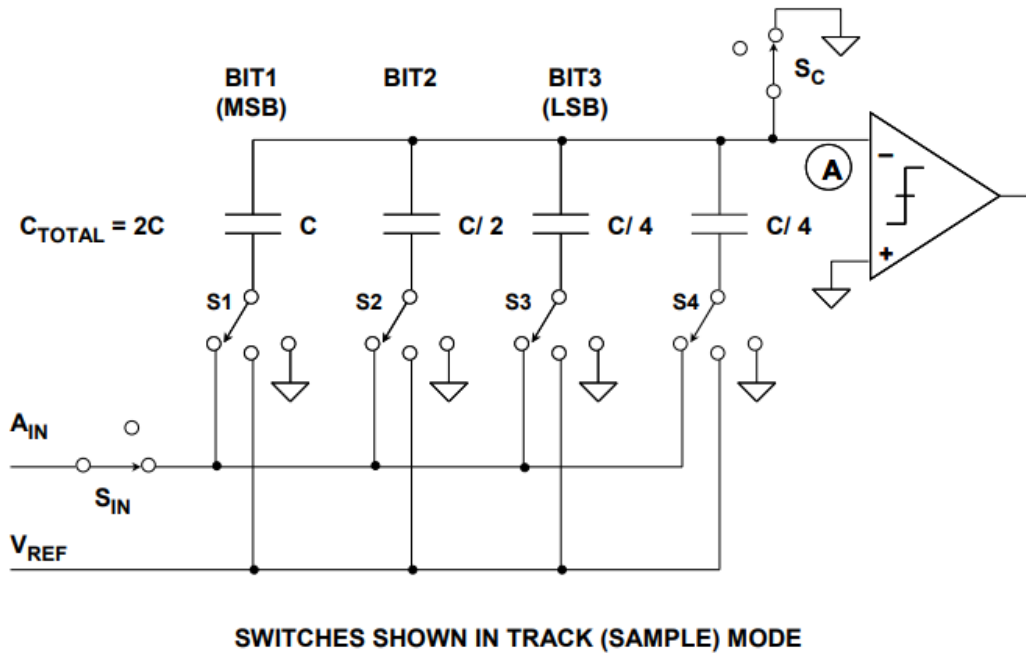 BIT1
(MSB)
BIT2
BIT3
(LSB)
S_C
A
−
+
C_TOTAL = 2C
C
C/ 2
C/ 4
C/ 4
S1
S2
S3
S4
A_IN
S_IN
V_REF
SWITCHES SHOWN IN TRACK (SAMPLE) MODE